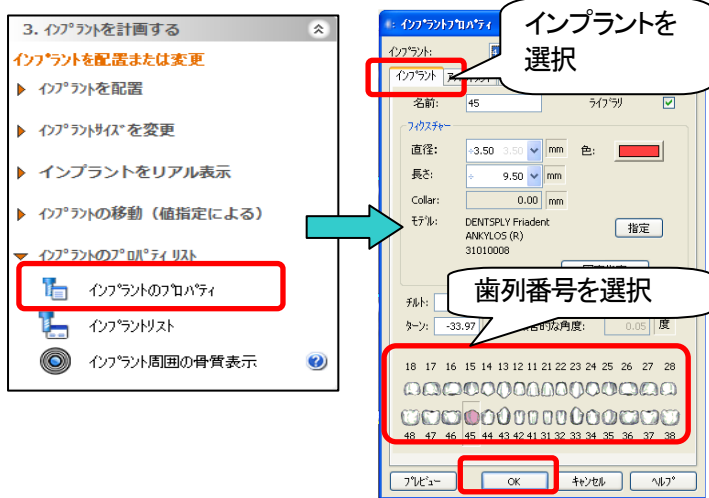 3. ｲﾝﾌﾟﾗﾝﾄを計画する
ｲﾝﾌﾟﾗﾝﾄを配置または変更
ｲﾝﾌﾟﾗﾝﾄを配置
ｲﾝﾌﾟﾗﾝﾄｻｲｽﾞを変更
インプラントをリアル表示
ｲﾝﾌﾟﾗﾝﾄの移動（値指定による）
ｲﾝﾌﾟﾗﾝﾄのﾌﾟﾛﾊﾟﾃｨ ﾘｽﾄ
ｲﾝﾌﾟﾗﾝﾄのﾌﾟﾛﾊﾟﾃｨ
ｲﾝﾌﾟﾗﾝﾄﾘｽﾄ
ｲﾝﾌﾟﾗﾝﾄ周囲の骨質表示
ｲﾝﾌﾟﾗﾝﾄﾌﾟﾛﾊﾟﾃｨ
インプラントを
選択
ｲﾝﾌﾟﾗﾝﾄ:
ｲﾝﾌﾟﾗﾝﾄ
名前: 45 ﾗｲﾌﾞﾗﾘ
ﾌｨｸｽﾁｬｰ
直径: ÷3.50 3.50 mm 色:
長さ: ÷ 9.50 mm
Collar: 0.00 mm
ﾓﾃﾞﾙ: DENTSPLY Friadent
ANKYLOS (R)
31010008
指定
歯列番号を選択
ﾁﾙﾄ:
ﾀｰﾝ: -33.97 的な角度: 0.05 度
18 17 16 15 14 13 12 11 21 22 23 24 25 26 27 28
48 47 46 45 44 43 42 41 31 32 33 34 35 36 37 38
ﾌﾟﾚﾋﾞｭｰ OK ｷｬﾝｾﾙ ﾍﾙﾌﾟ